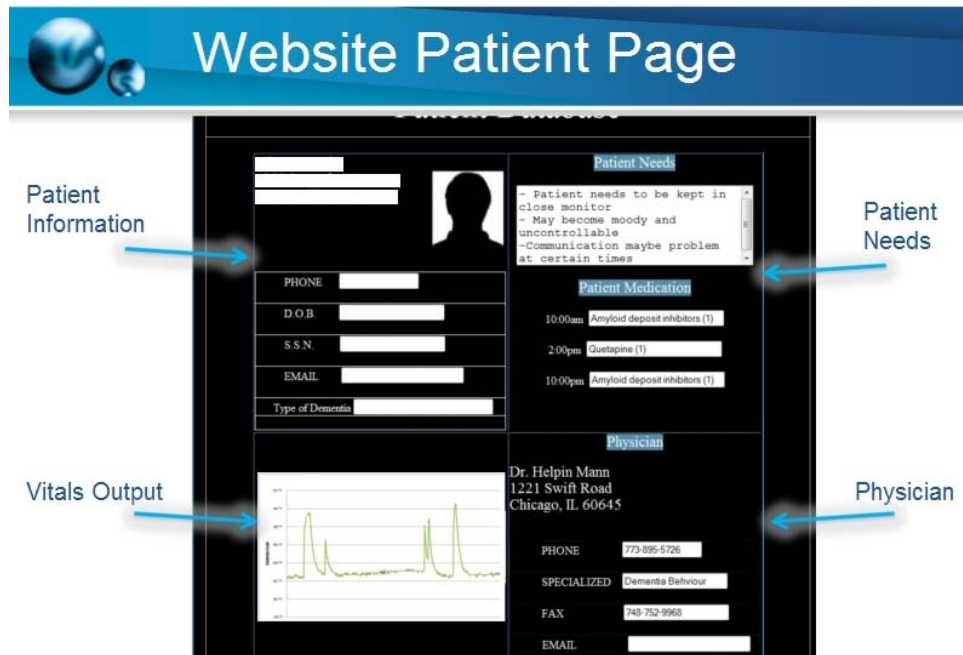 Website Patient Page
Patient Database
Patient
Information
Patient Needs
- Patient needs to be kept in
close monitor
- May become moody and
uncontrollable
-Communication maybe problem
at certain times
Patient
Needs
PHONE
D.O.B.
S.S.N.
EMAIL
Type of Dementia
Patient Medication
10:00am Amyloid deposit inhibitors (1)
2:00pm Quetapine (1)
10:00pm Amyloid deposit inhibitors (1)
Vitals Output
Physician
Dr. Helpin Mann
1221 Swift Road
Chicago, IL 60645
PHONE 773-895-5726
SPECIALIZED Dementia Behviour
FAX 748-752-9968
EMAIL
Physician